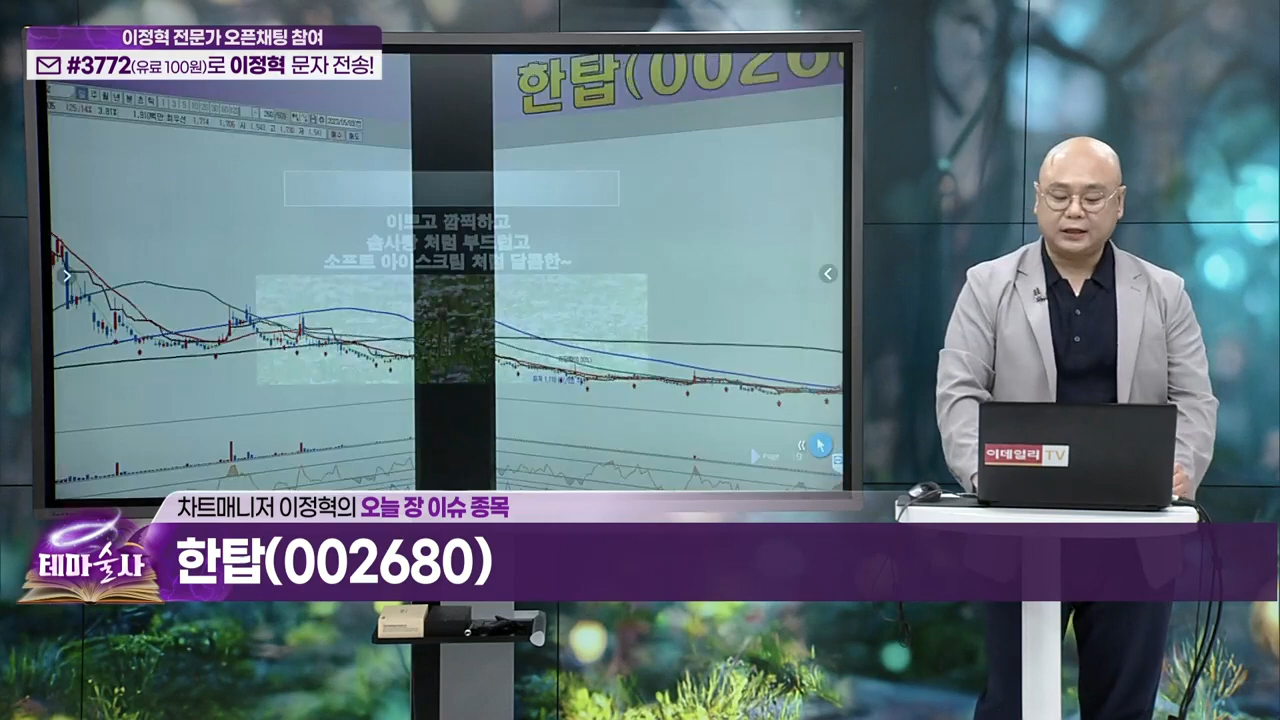 이정혁 전문가 오픈채팅 참여
#3772(유료 100원)로 이정혁 문자 전송!
한탑(00268
이쁘고 깜찍하고
솜사탕 처럼 부드럽고
소프트 아이스크림 처럼 달콤한~
이데일리 TV
차트매니저 이정혁의 오늘 장 이슈 종목
테마술사
한탑(002680)